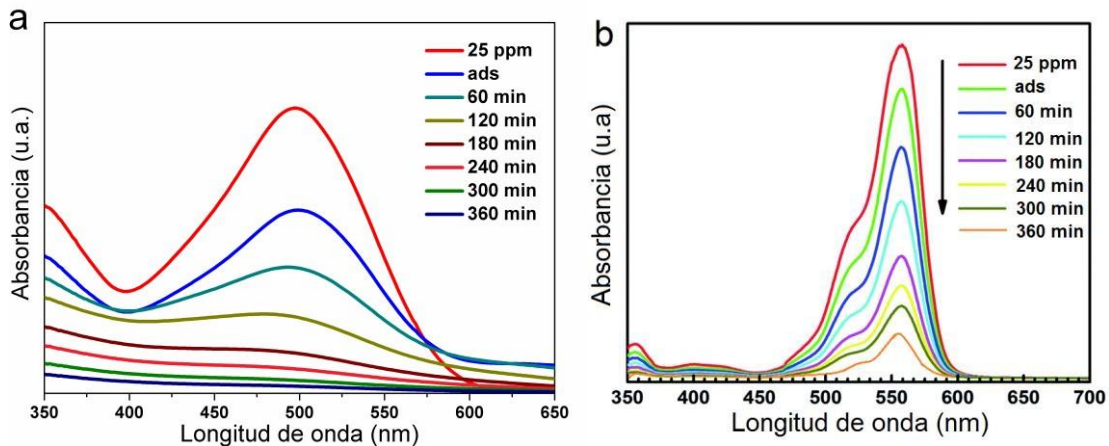 a
25 ppm
ads
60 min
120 min
180 min
240 min
300 min
360 min
Absorbancia (u.a.)
350 400 450 500 550 600 650
Longitud de onda (nm)
b
25 ppm
ads
60 min
120 min
180 min
240 min
300 min
360 min
Absorbancia (u.a)
350 400 450 500 550 600 650 700
Longitud de onda (nm)